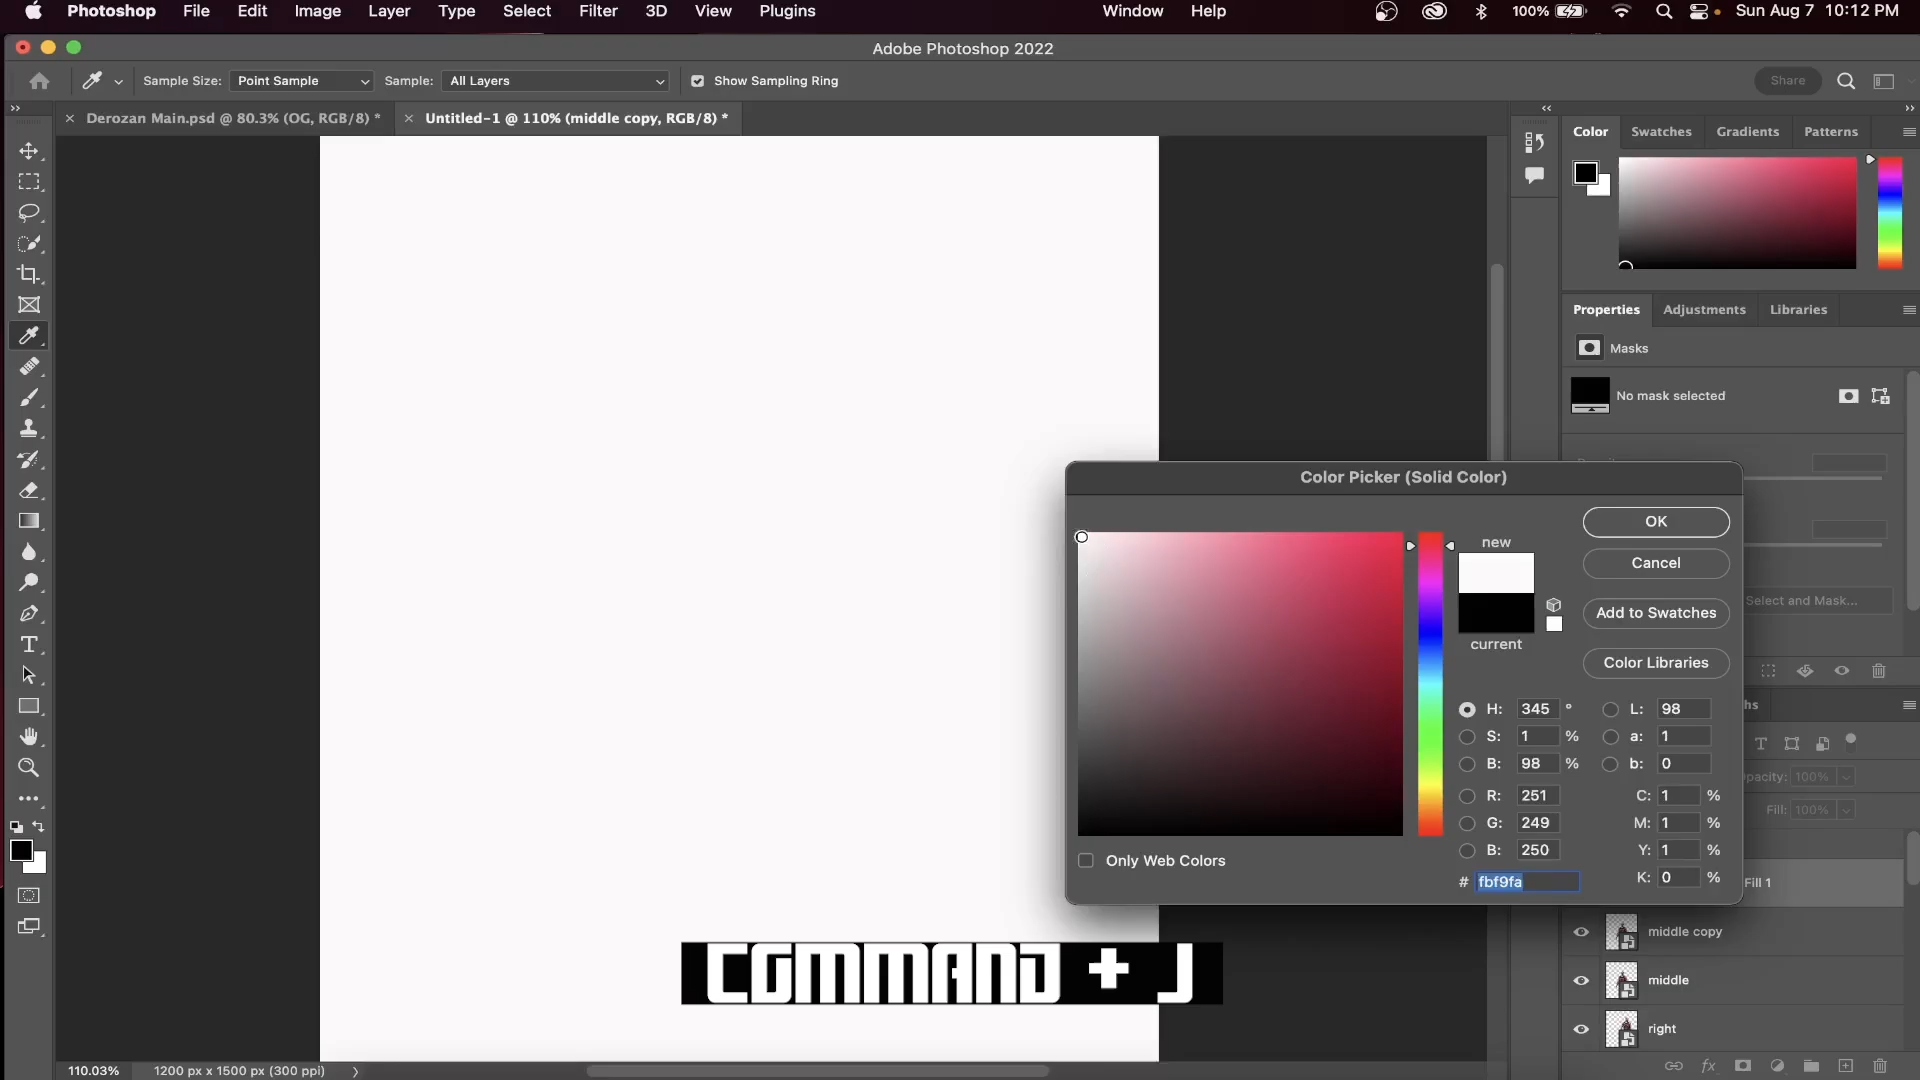 Photoshop File Edit Image Layer Type Select Filter 3D View Plugins Window Help 100% Sun Aug 7 10:12 PM
Adobe Photoshop 2022
Sample Size: Point Sample Sample: All Layers Show Sampling Ring Share
Derozan Main.psd @ 80.3% (OG, RGB/8) * Untitled-1 @ 110% (middle copy, RGB/8) *
Color Swatches Gradients Patterns
Properties Adjustments Libraries
Masks
No mask selected
Color Picker (Solid Color)
OK
new
Cancel
Select and Mask...
Add to Swatches
current
Color Libraries
H: 345 ° L: 98
S: 1 % a: 1
B: 98 % b: 0
Opacity: 100%
R: 251 C: 1 %
Fill: 100%
G: 249 M: 1 %
B: 250 Y: 1 %
Only Web Colors
# fbf9fa K: 0 %
Fill 1
middle copy
COMMAND + J
middle
right
110.03% 1200 px x 1500 px (300 ppi)